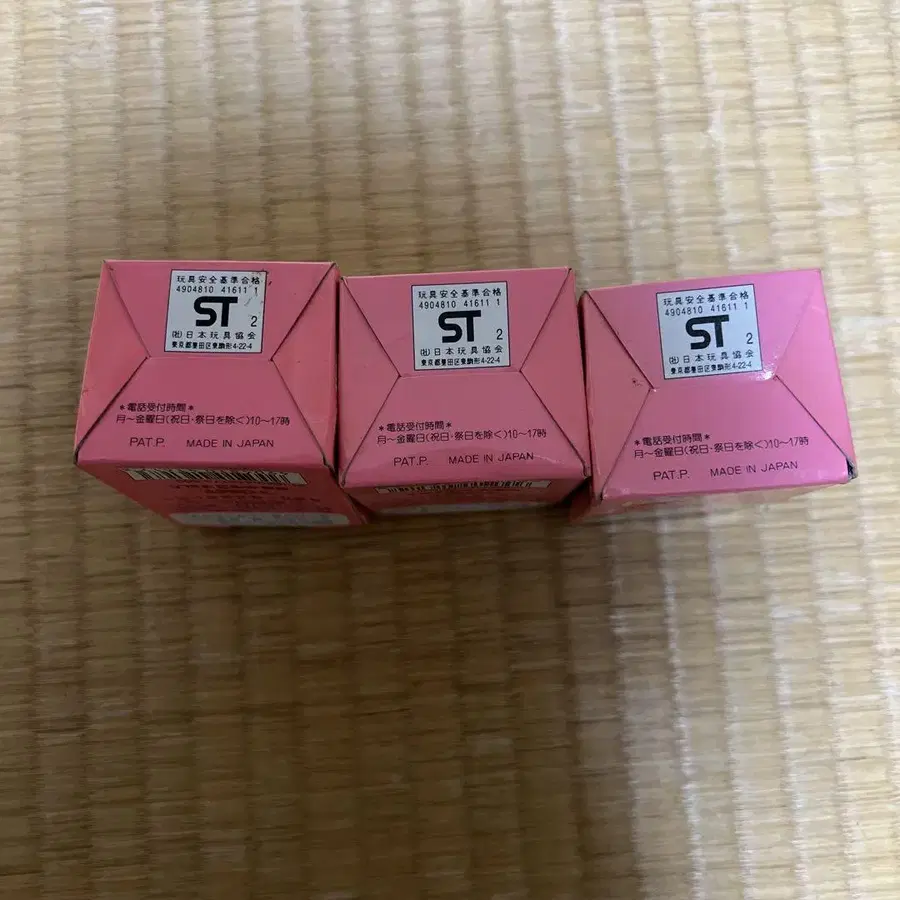 玩具安全基準合格
4904810 41611 1
ST 2
(社)日本玩具協会
東京都墨田区東駒形4-22-4
*電話受付時間*
月~金曜日(祝日・祭日を除く)10~17時
PAT.P. MADE IN JAPAN
玩具安全基準合格
4904810 41611 1
ST 2
(社)日本玩具協会
東京都墨田区東駒形4-22-4
*電話受付時間*
月~金曜日(祝日・祭日を除く)10~17時
PAT.P. MADE IN JAPAN
玩具安全基準合格
4904810 41611 1
ST 2
(社)日本玩具協会
東京都墨田区東駒形4-22-4
*電話受付時間*
月~金曜日(祝日・祭日を除く)10~17時
PAT.P. MADE IN JAPAN